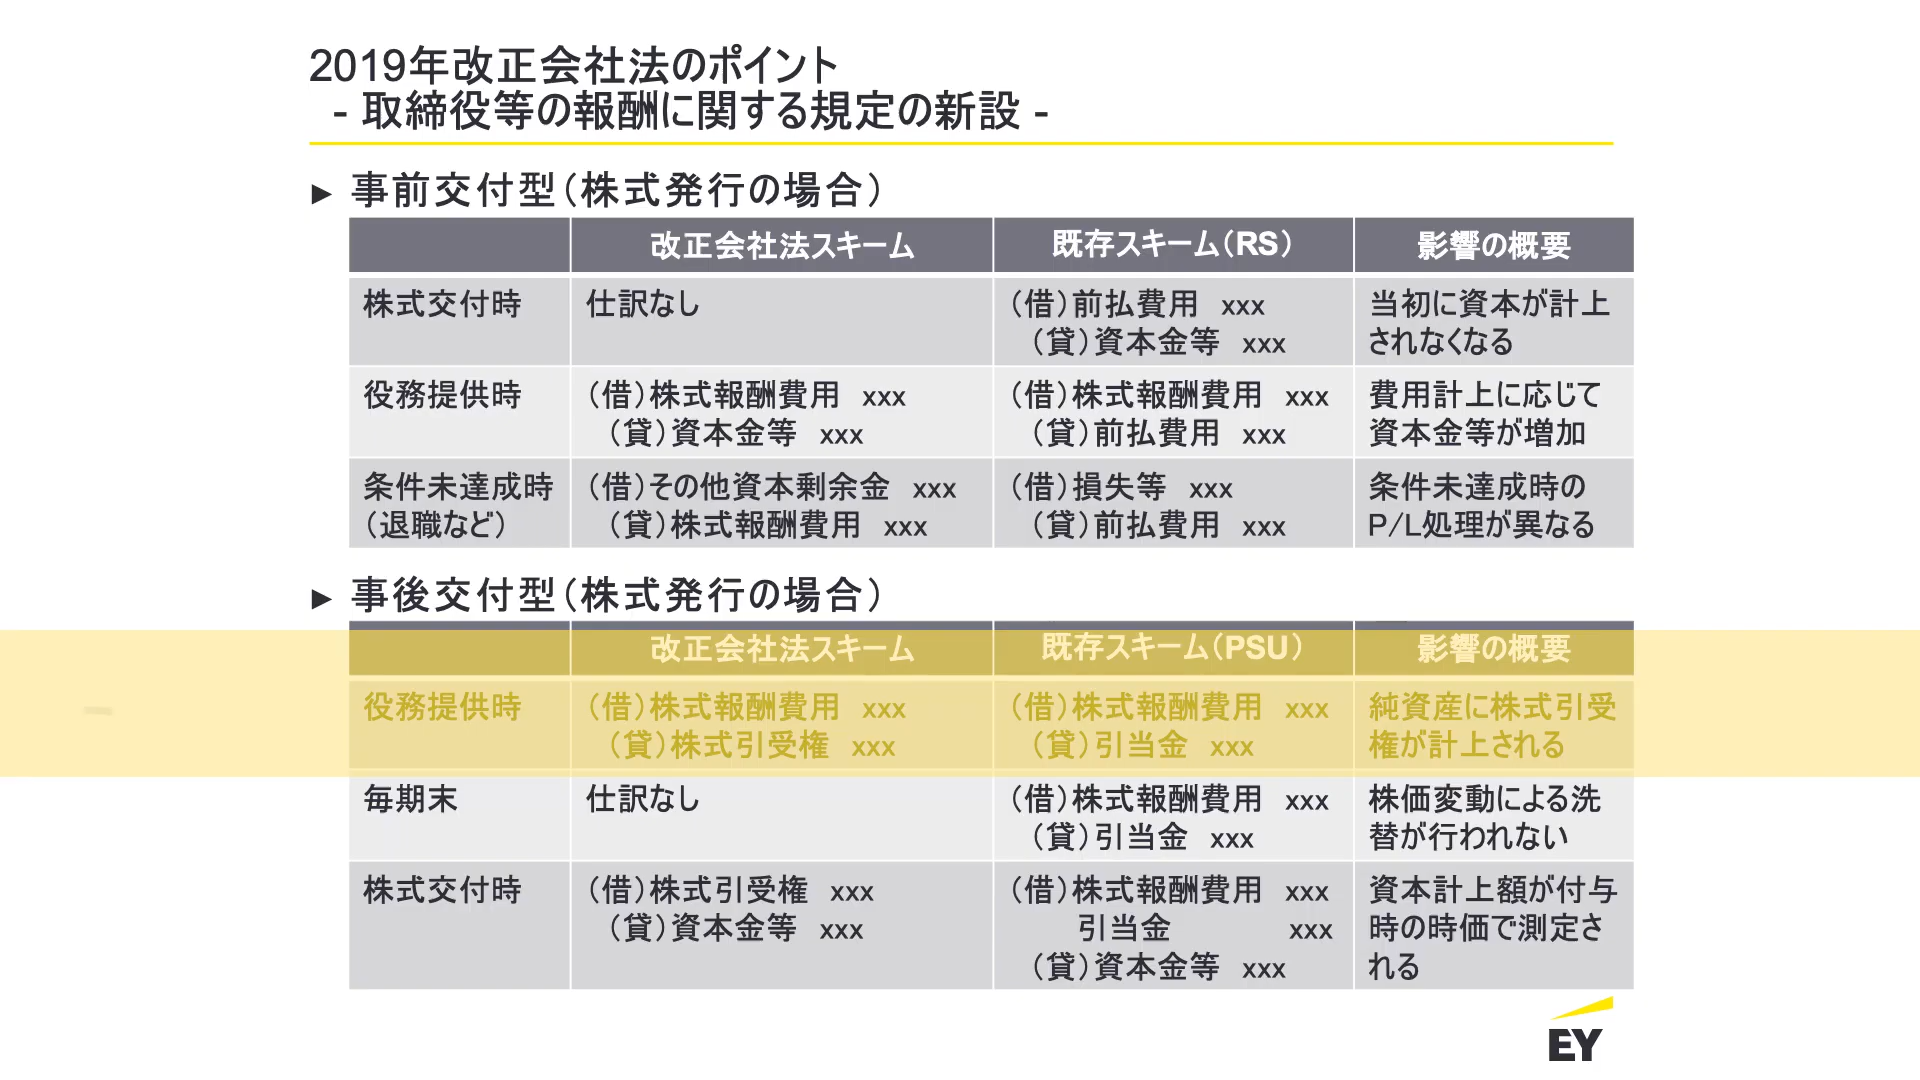 2019年改正会社法のポイント
- 取締役等の報酬に関する規定の新設 -
► 事前交付型（株式発行の場合）
改正会社法スキーム 既存スキーム（RS） 影響の概要
株式交付時 仕訳なし （借）前払費用 xxx 当初に資本が計上
（貸）資本金等 xxx されなくなる
役務提供時 （借）株式報酬費用 xxx （借）株式報酬費用 xxx 費用計上に応じて
（貸）資本金等 xxx （貸）前払費用 xxx 資本金等が増加
条件未達成時 （借）その他資本剰余金 xxx （借）損失等 xxx 条件未達成時の
（退職など） （貸）株式報酬費用 xxx （貸）前払費用 xxx P/L処理が異なる
► 事後交付型（株式発行の場合）
改正会社法スキーム 既存スキーム（PSU） 影響の概要
役務提供時 （借）株式報酬費用 xxx （借）株式報酬費用 xxx 純資産に株式引受
（貸）株式引受権 xxx （貸）引当金 xxx 権が計上される
毎期末 仕訳なし （借）株式報酬費用 xxx 株価変動による洗
（貸）引当金 xxx 替が行われない
株式交付時 （借）株式引受権 xxx （借）株式報酬費用 xxx 資本計上額が付与
（貸）資本金等 xxx 引当金 xxx 時の時価で測定さ
（貸）資本金等 xxx れる
EY